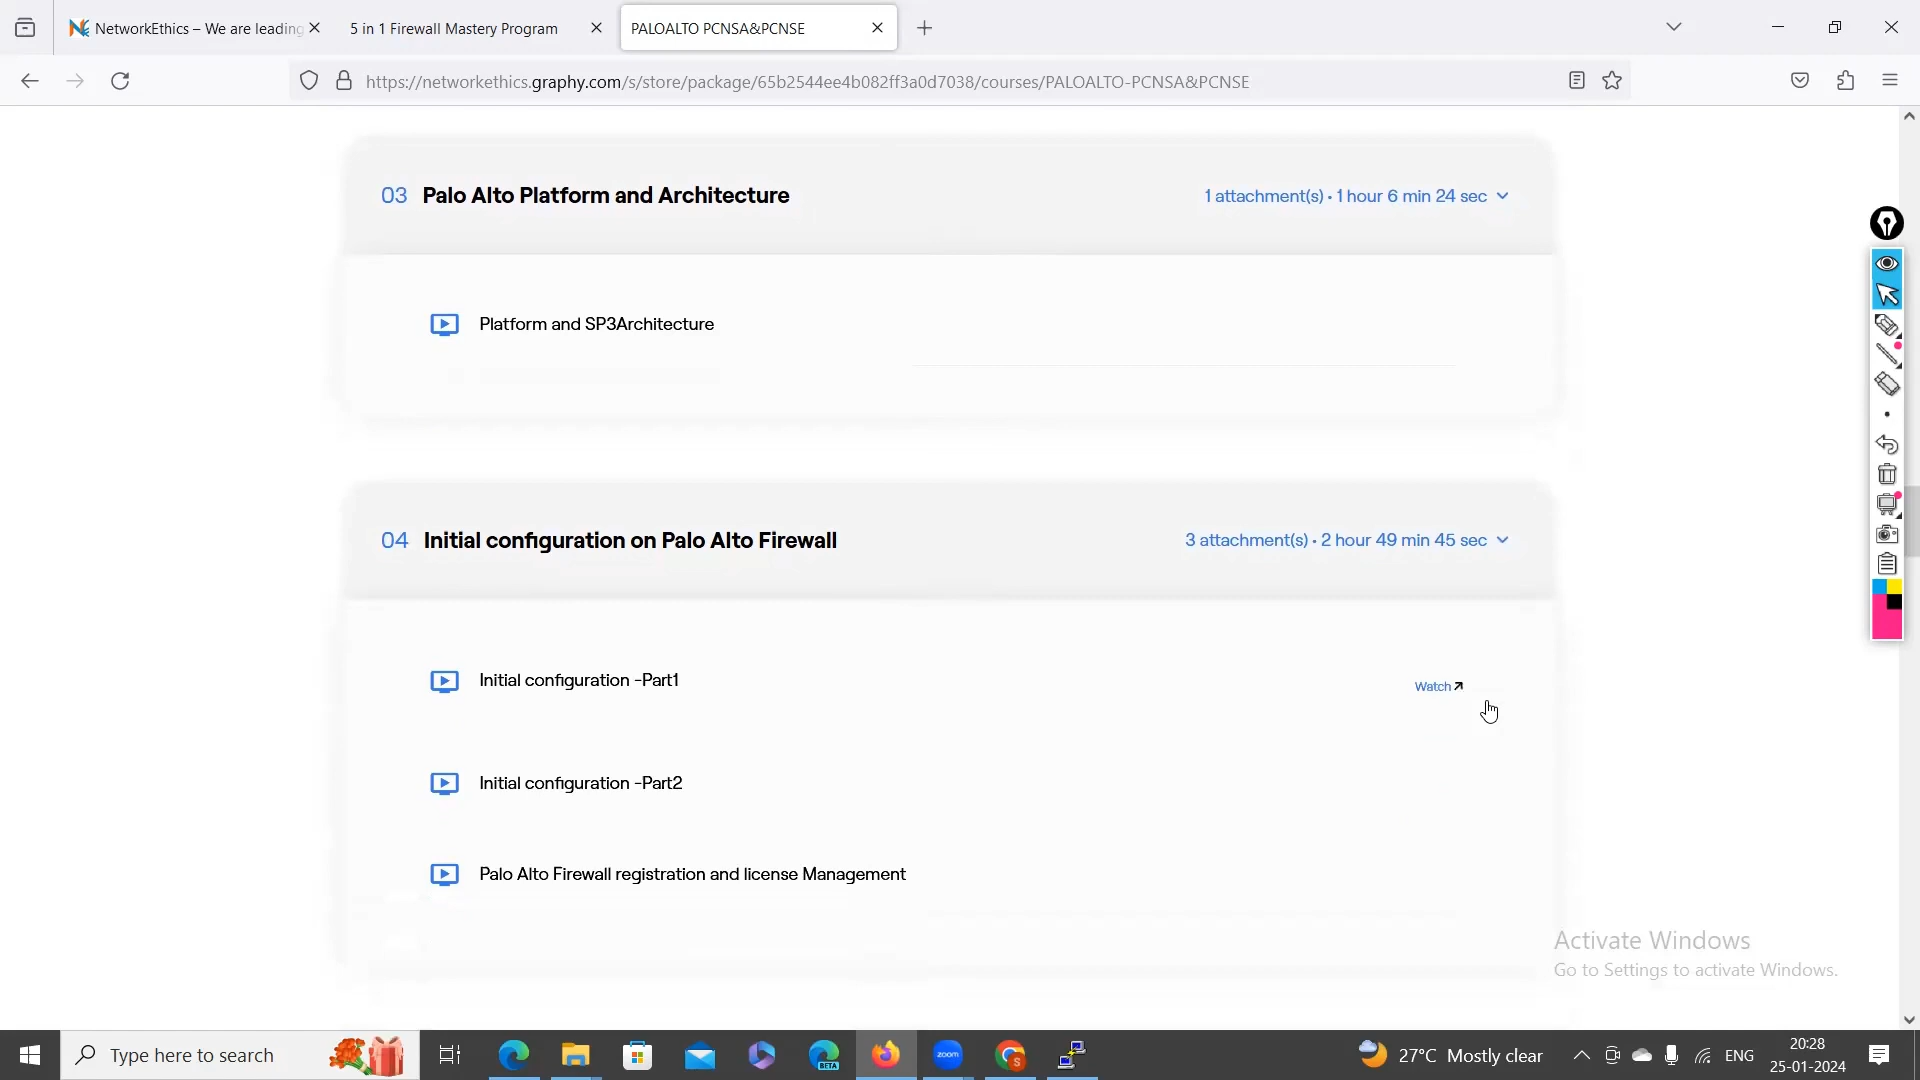 NetworkEthics – We are leading
5 in 1 Firewall Mastery Program
PALOALTO PCNSA&PCNSE
https://networkethics.graphy.com/s/store/package/65b2544ee4b082ff3a0d7038/courses/PALOALTO-PCNSA&PCNSE
03 Palo Alto Platform and Architecture
1 attachment(s) • 1 hour 6 min 24 sec
Platform and SP3Architecture
04 Initial configuration on Palo Alto Firewall
3 attachment(s) • 2 hour 49 min 45 sec
Initial configuration -Part1
Watch
Initial configuration -Part2
Palo Alto Firewall registration and license Management
Activate Windows
Go to Settings to activate Windows.
Type here to search
BETA
zoom
S
27°C Mostly clear
ENG
20:28
25-01-2024